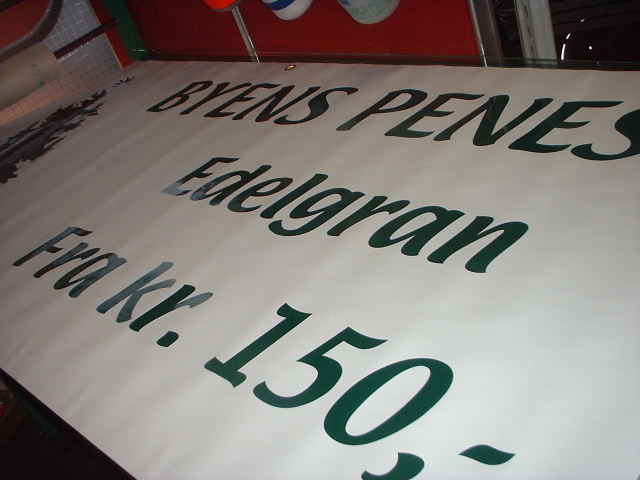 BYENS PENES
Edelgran
Fra kr. 150,-